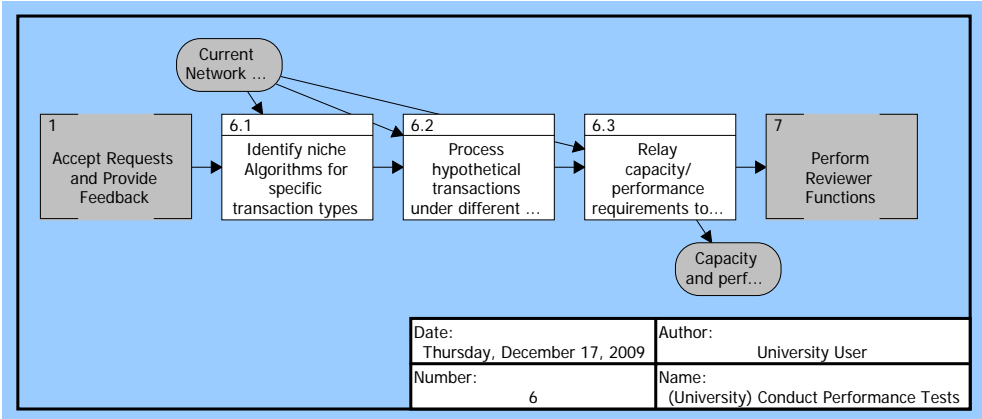 Current
Network ...
1
Accept Requests
and Provide
Feedback
6.1
Identify niche
Algorithms for
specific
transaction types
6.2
Process
hypothetical
transactions
under different ...
6.3
Relay
capacity/
performance
requirements to...
7
Perform
Reviewer
Functions
Capacity
and perf...
Date:
Thursday, December 17, 2009
Author:
University User
Number:
6
Name:
(University) Conduct Performance Tests